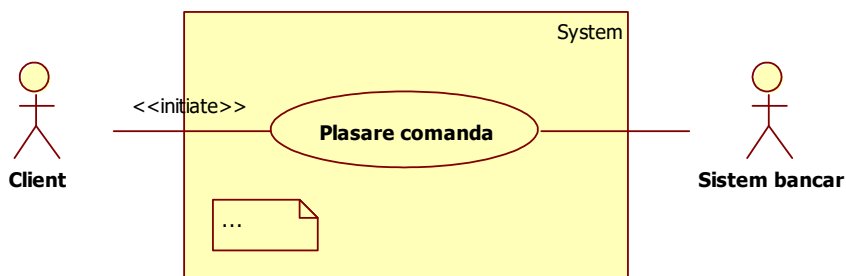 System
<<initiate>>
Plasare comanda
Client
Sistem bancar
...